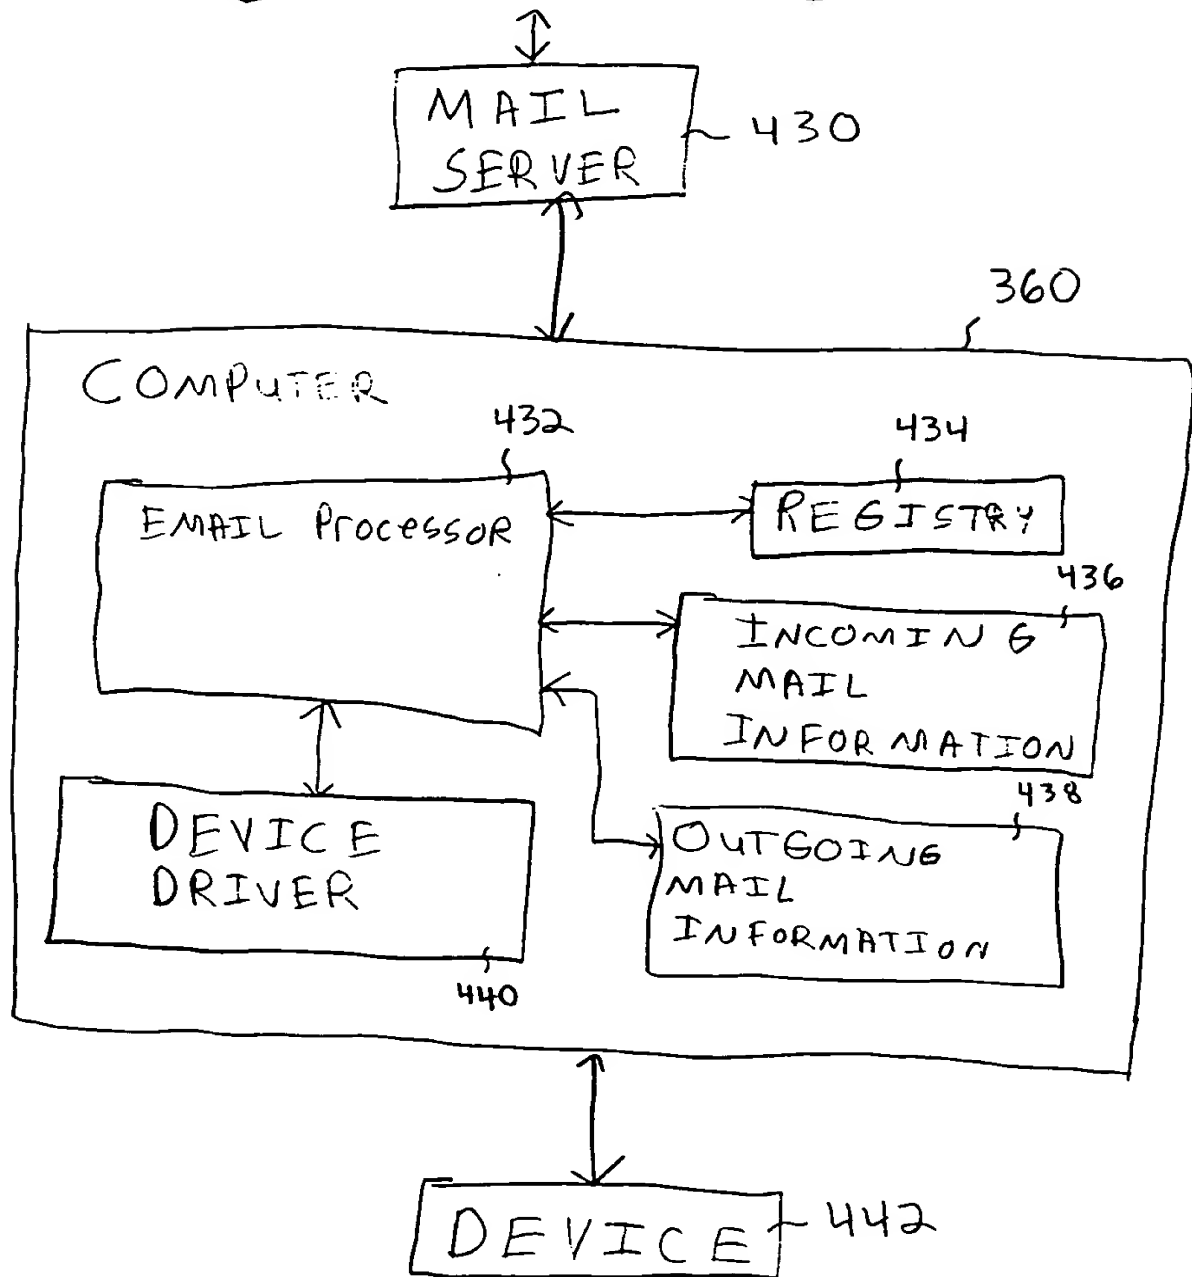 MAIL
SERVER
430
360
COMPUTER
432
434
EMAIL Processor
REGISTRY
436
INCOMING
MAIL
INFORMATION
438
DEVICE
DRIVER
OUTGOING
MAIL
INFORMATION
440
DEVICE
442